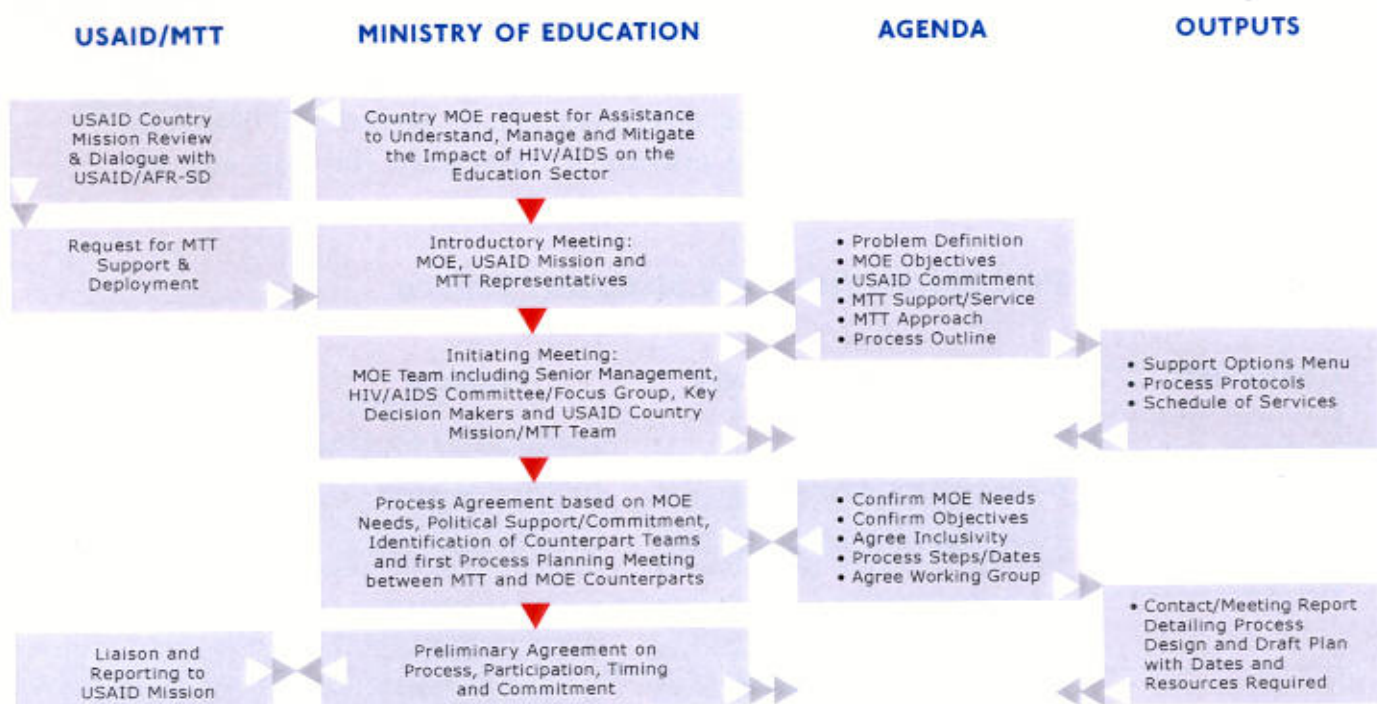 USAID/MTT
MINISTRY OF EDUCATION
AGENDA
OUTPUTS
USAID Country
Mission Review
& Dialogue with
USAID/AFR-SD
Country MOE request for Assistance
to Understand, Manage and Mitigate
the Impact of HIV/AIDS on the
Education Sector
Request for MTT
Support &
Deployment
Introductory Meeting:
MOE, USAID Mission and
MTT Representatives
• Problem Definition
• MOE Objectives
• USAID Commitment
• MTT Support/Service
• MTT Approach
• Process Outline
Initiating Meeting:
MOE Team including Senior Management,
HIV/AIDS Committee/Focus Group, Key
Decision Makers and USAID Country
Mission/MTT Team
• Support Options Menu
• Process Protocols
• Schedule of Services
Process Agreement based on MOE
Needs, Political Support/Commitment,
Identification of Counterpart Teams
and first Process Planning Meeting
between MTT and MOE Counterparts
• Confirm MOE Needs
• Confirm Objectives
• Agree Inclusivity
• Process Steps/Dates
• Agree Working Group
Liaison and
Reporting to
USAID Mission
Preliminary Agreement on
Process, Participation, Timing
and Commitment
• Contact/Meeting Report
Detailing Process
Design and Draft Plan
with Dates and
Resources Required